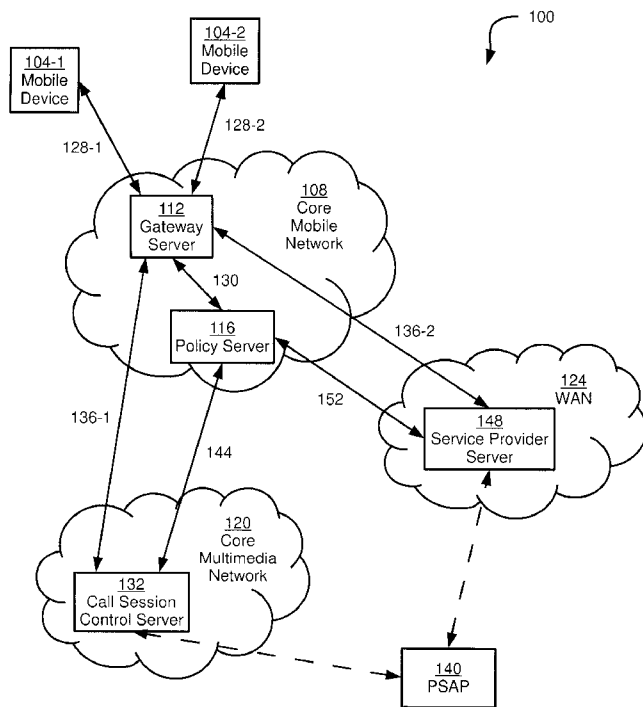 100
104-1
Mobile
Device
104-2
Mobile
Device
128-1
128-2
108
Core
Mobile
Network
112
Gateway
Server
130
116
Policy Server
136-2
136-1
144
152
124
WAN
148
Service Provider
Server
120
Core
Multimedia
Network
132
Call Session
Control Server
140
PSAP